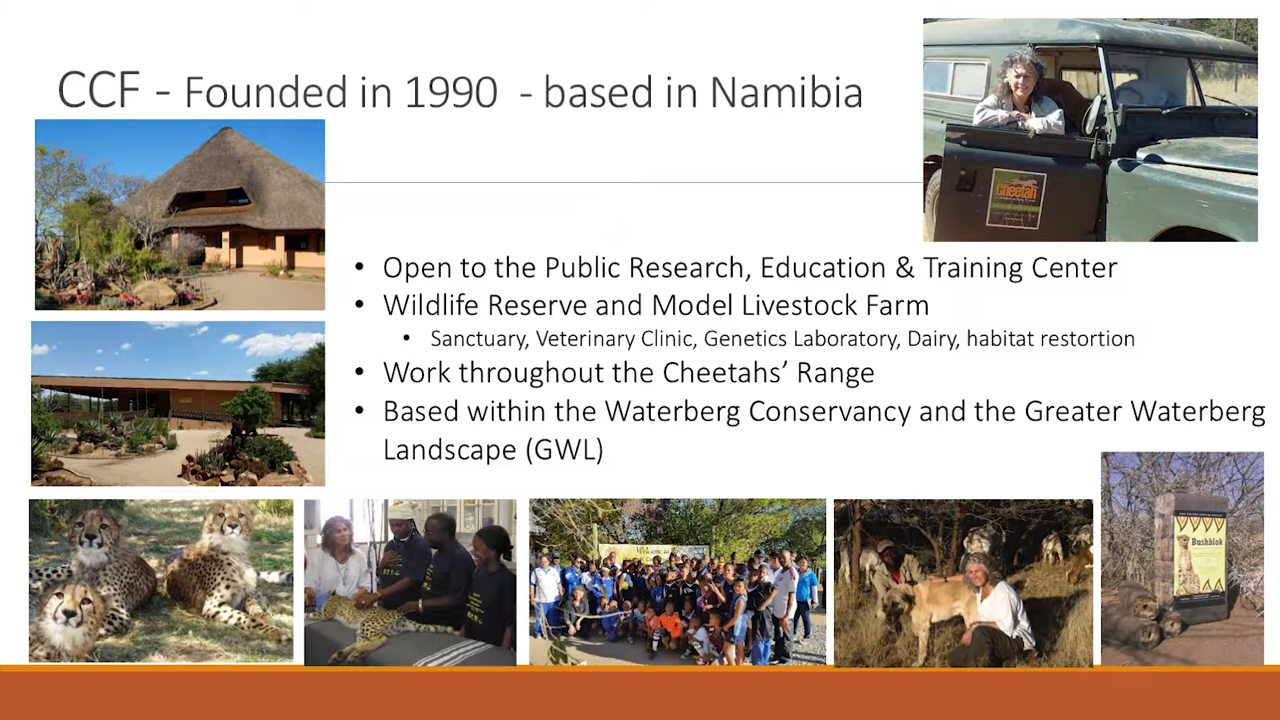 CCF - Founded in 1990 - based in Namibia
Cheetah
• Open to the Public Research, Education & Training Center
• Wildlife Reserve and Model Livestock Farm
• Sanctuary, Veterinary Clinic, Genetics Laboratory, Dairy, habitat restortion
• Work throughout the Cheetahs’ Range
• Based within the Waterberg Conservancy and the Greater Waterberg
Landscape (GWL)
Welcome to
Bushblok